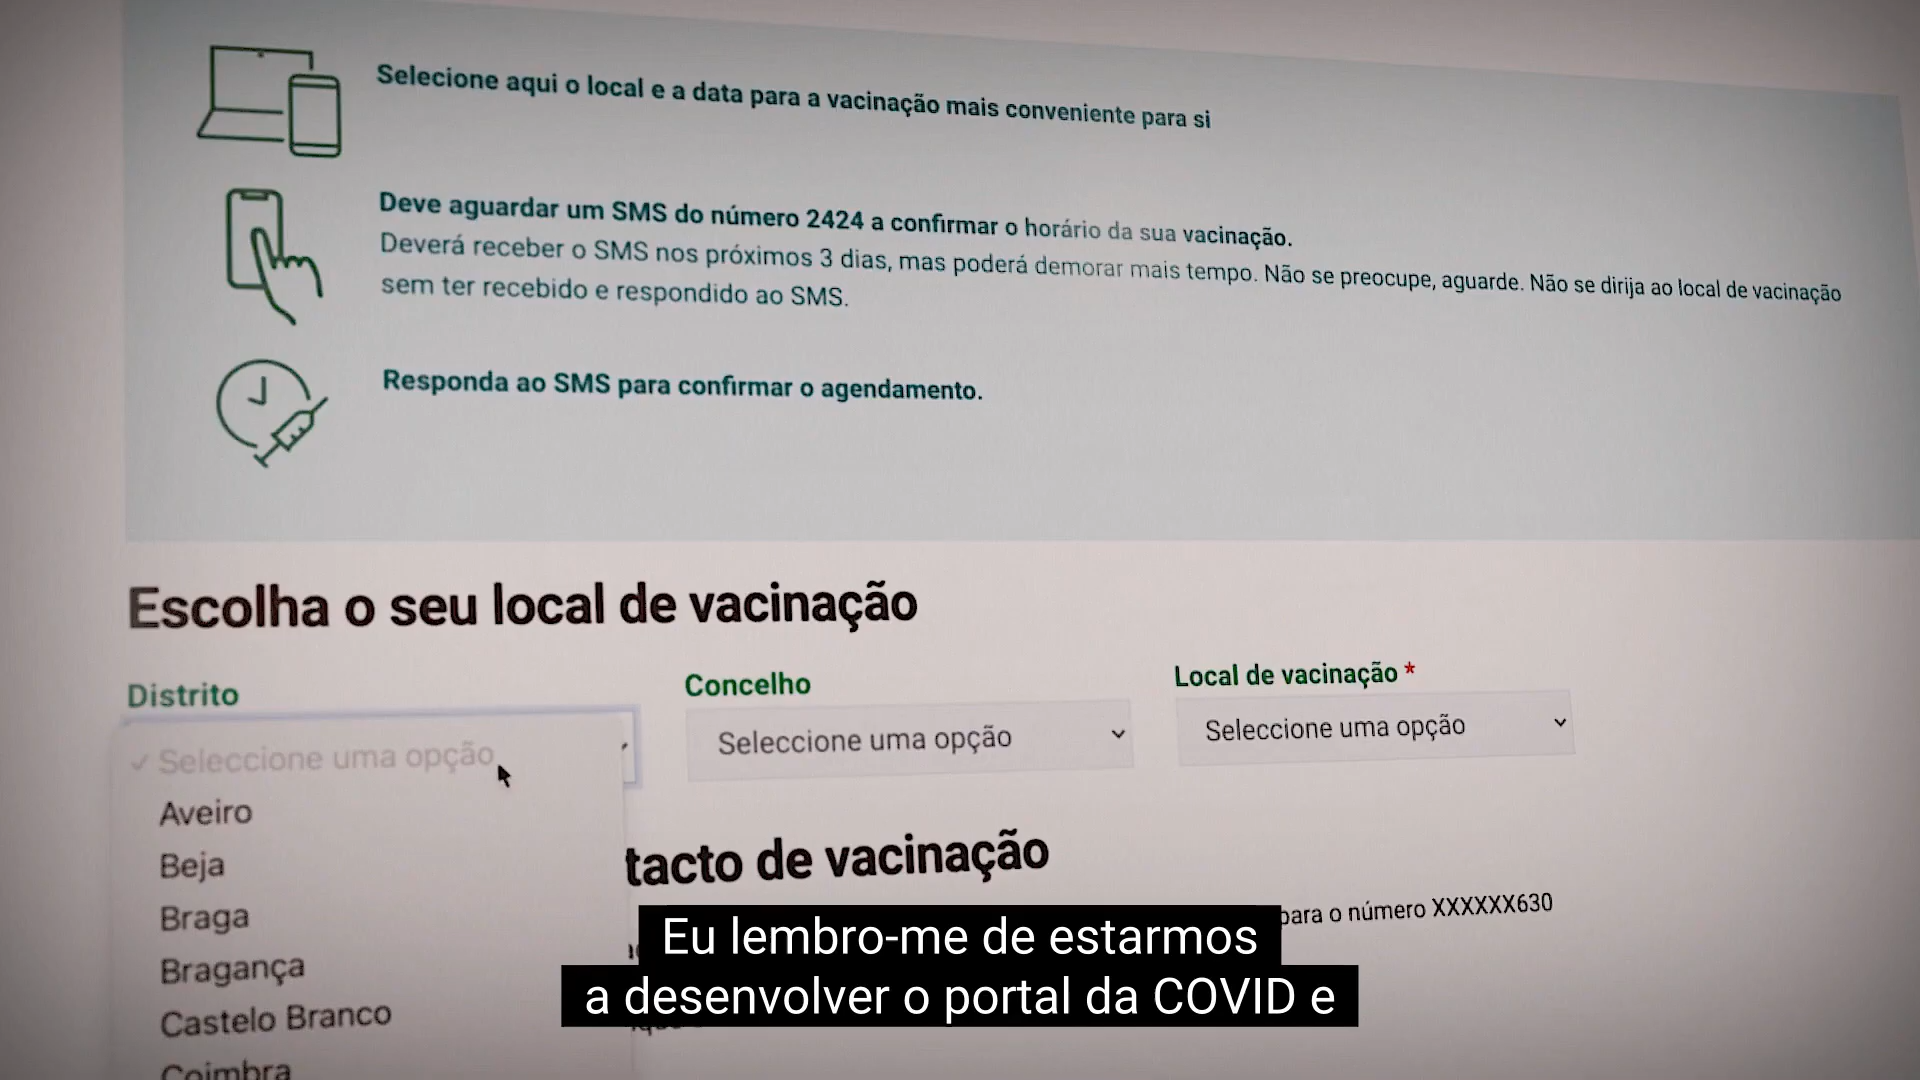 Selecione aqui o local e a data para a vacinação mais conveniente para si
Deve aguardar um SMS do número 2424 a confirmar o horário da sua vacinação.
Deverá receber o SMS nos próximos 3 dias, mas poderá demorar mais tempo. Não se preocupe, aguarde. Não se dirija ao local de vacinação
sem ter recebido e respondido ao SMS.
Responda ao SMS para confirmar o agendamento.
Escolha o seu local de vacinação
Distrito
Concelho
Local de vacinação *
Seleccione uma opção
Seleccione uma opção
Seleccione uma opção
Aveiro
Beja
Braga
Bragança
Castelo Branco
Coimbra
tacto de vacinação
para o número XXXXXX630
Eu lembro-me de estarmos
a desenvolver o portal da COVID e